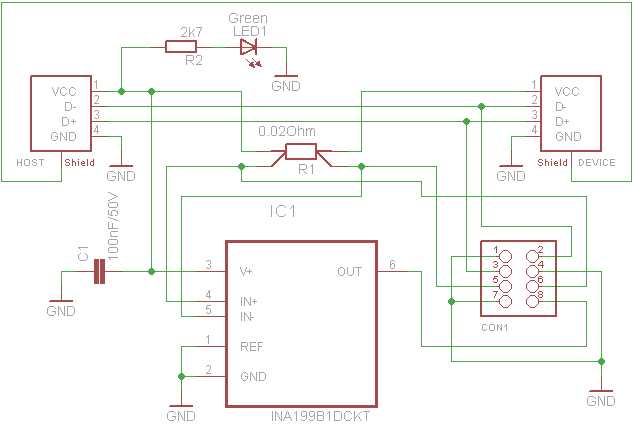 Green
2k7
LED1
R2
GND
VCC
D-
D+
GND
1
2
3
4
HOST
Shield
GND
0.02Ohm
R1
VCC
D-
D+
GND
1
2
3
4
Shield
DEVICE
GND
C1
100nF/50V
GND
IC1
3
V+
OUT
6
4
IN+
5
IN-
1
REF
2
GND
INA199B1DCKT
GND
1
2
3
4
5
6
7
8
CON1
GND